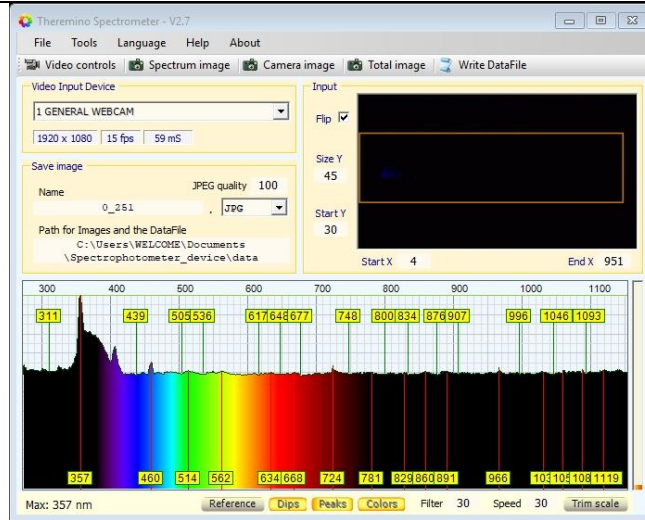 Theremino Spectrometer - V2.7
File Tools Language Help About
Video controls Spectrum image Camera image Total image Write DataFile
Video Input Device
1 GENERAL WEBCAM
1920 x 1080 15 fps 59 mS
Save image
Name JPEG quality 100
0_251 . JPG
Path for Images and the DataFile
C:\Users\WELCOME\Documents
\Spectrophotometer_device\data
Input
Flip
Size Y
45
Start Y
30
Start X 4 End X 951
300 400 500 600 700 800 900 1000 1100
311 439 505 536 617 648 677 748 800 834 876 907 996 1046 1093
357 460 514 562 634 668 724 781 829 860 891 966 103 105 108 1119
Max: 357 nm Reference Dips Peaks Colors Filter 30 Speed 30 Trim scale